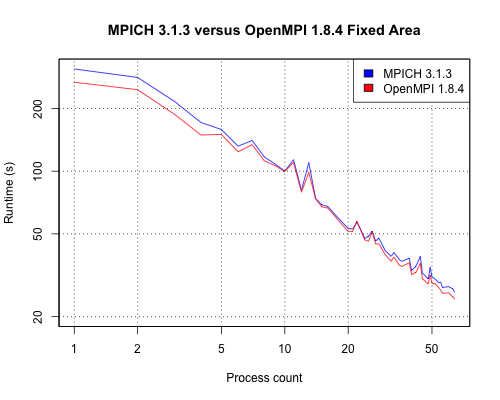 MPICH 3.1.3 versus OpenMPI 1.8.4 Fixed Area
MPICH 3.1.3
OpenMPI 1.8.4
Runtime (s)
200
100
50
20
1 2 5 10 20 50
Process count